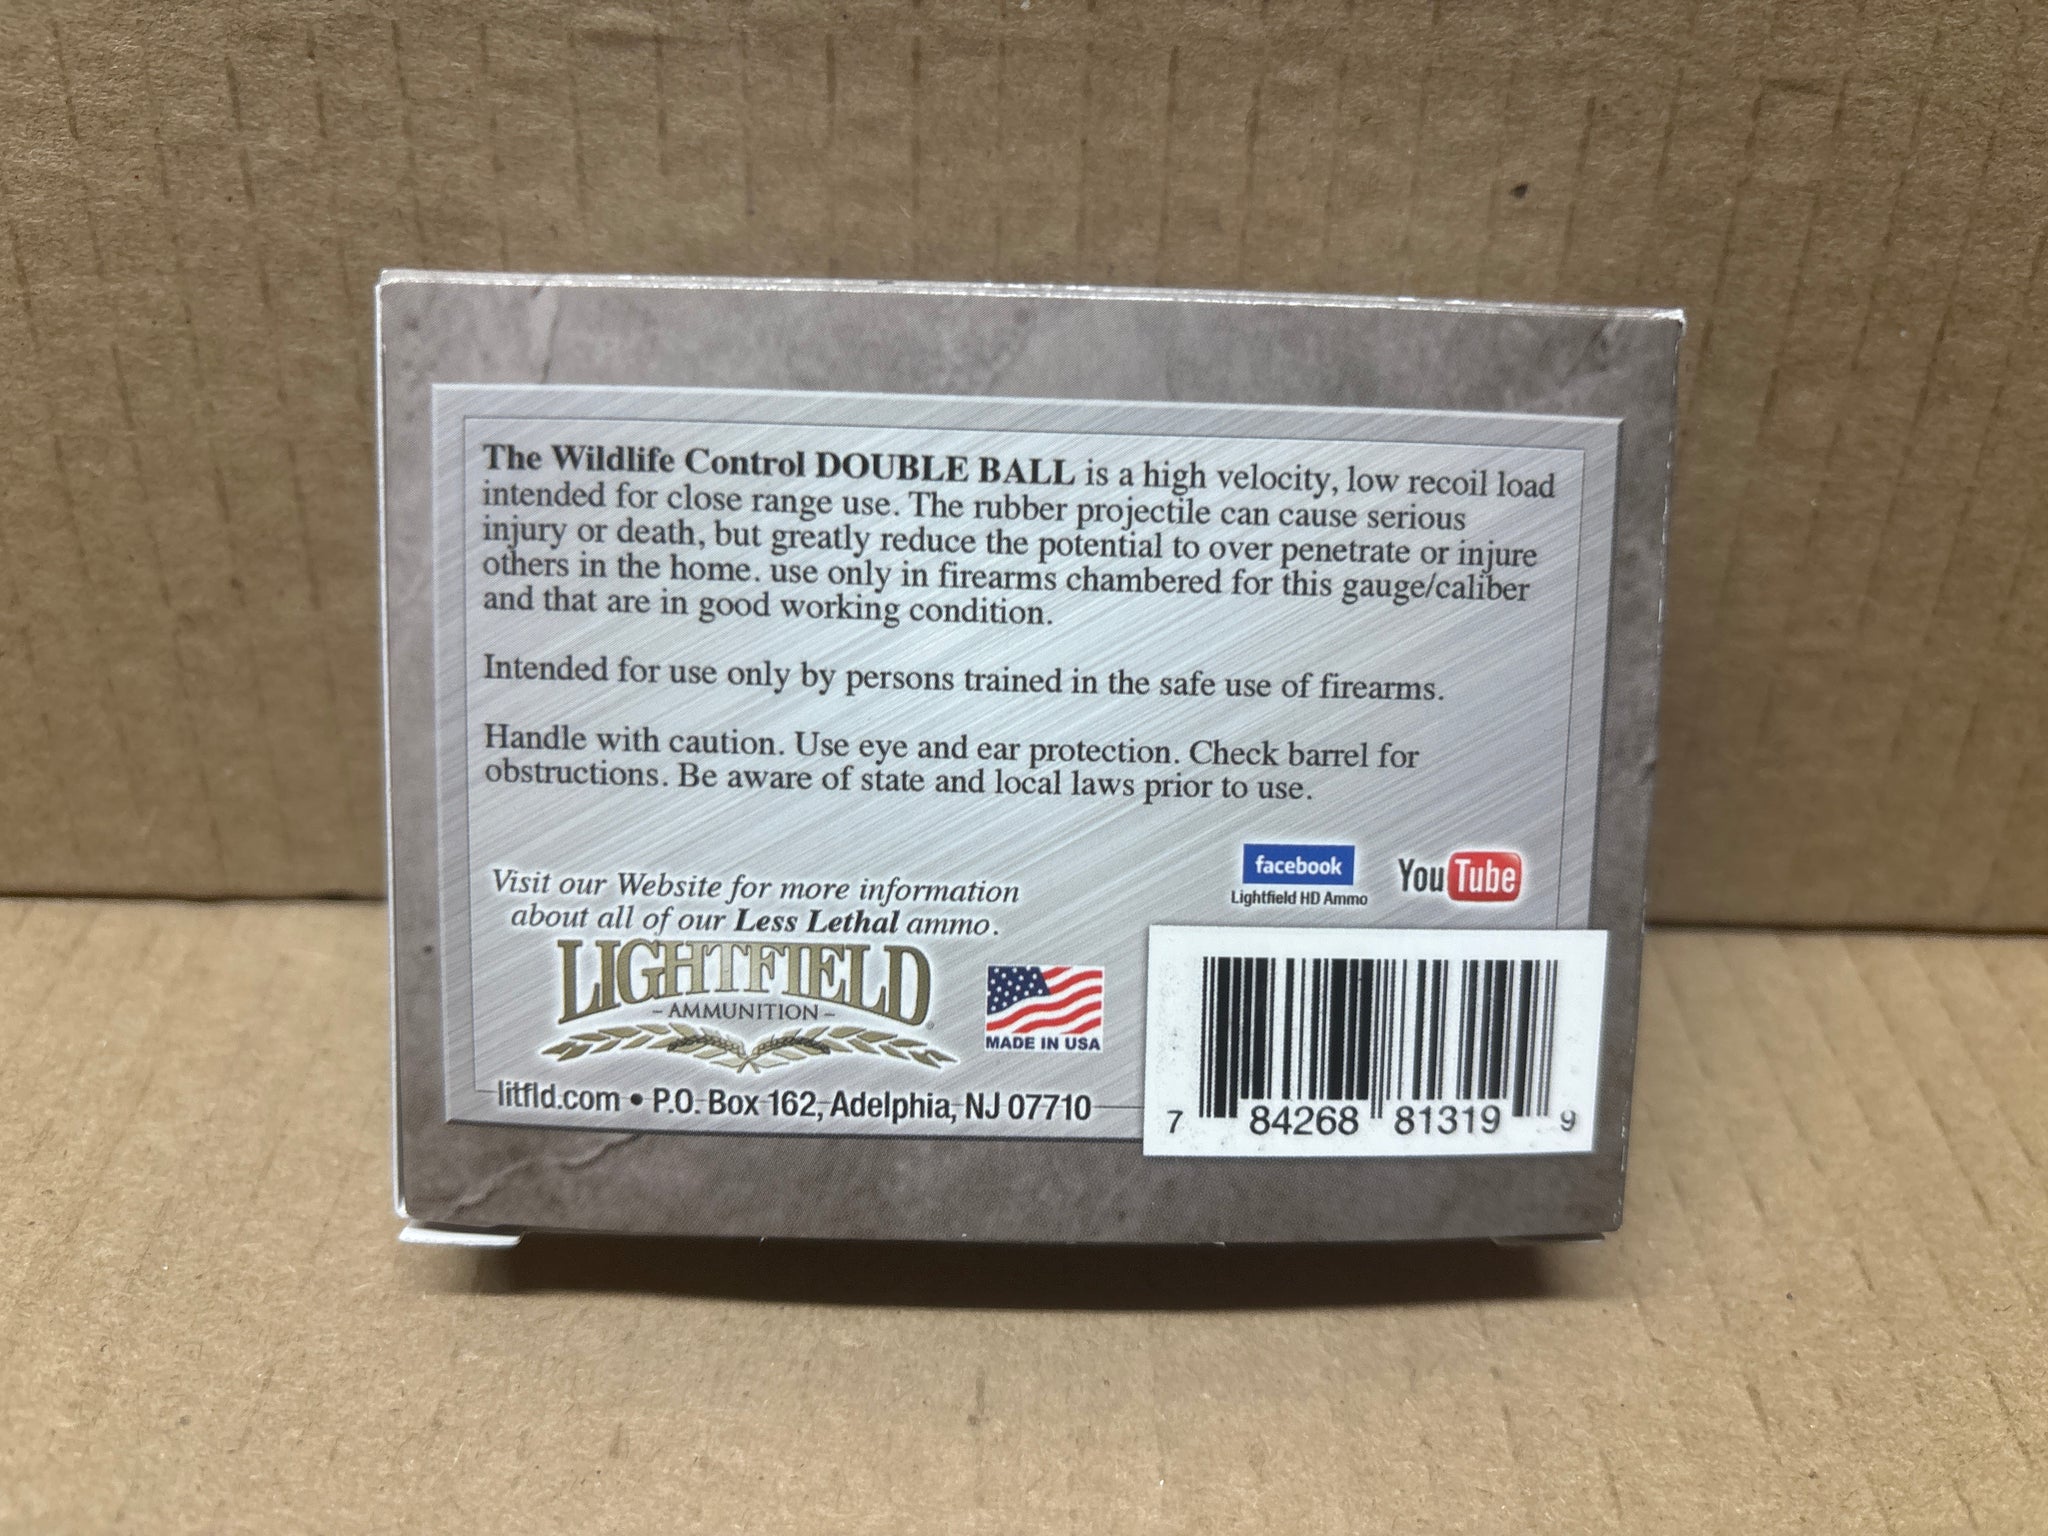 The Wildlife Control DOUBLE BALL is a high velocity, low recoil load
intended for close range use. The rubber projectile can cause serious
injury or death, but greatly reduce the potential to over penetrate or injure
others in the home. use only in firearms chambered for this gauge/caliber
and that are in good working condition.
Intended for use only by persons trained in the safe use of firearms.
Handle with caution. Use eye and ear protection. Check barrel for
obstructions. Be aware of state and local laws prior to use.
facebook
Lightfield HD Ammo
YouTube
Visit our Website for more information
about all of our Less Lethal ammo.
LIGHTFIELD
- AMMUNITION -
MADE IN USA
litfld.com • P.O. Box 162, Adelphia, NJ 07710
7 84268 81319 9